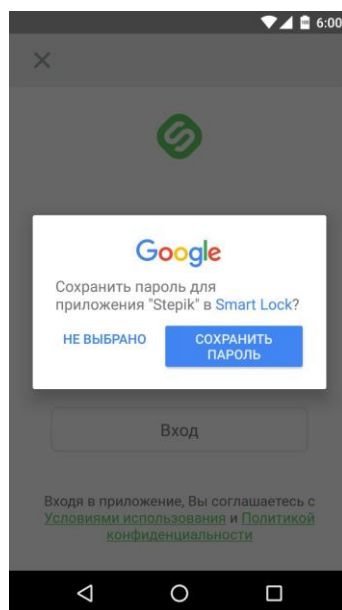 6:00
Google
Сохранить пароль для
приложения "Stepik" в Smart Lock?
НЕ ВЫБРАНО
СОХРАНИТЬ
ПАРОЛЬ
Вход
Входя в приложение, Вы соглашаетесь с
Условиями использования и Политикой
конфиденциальности